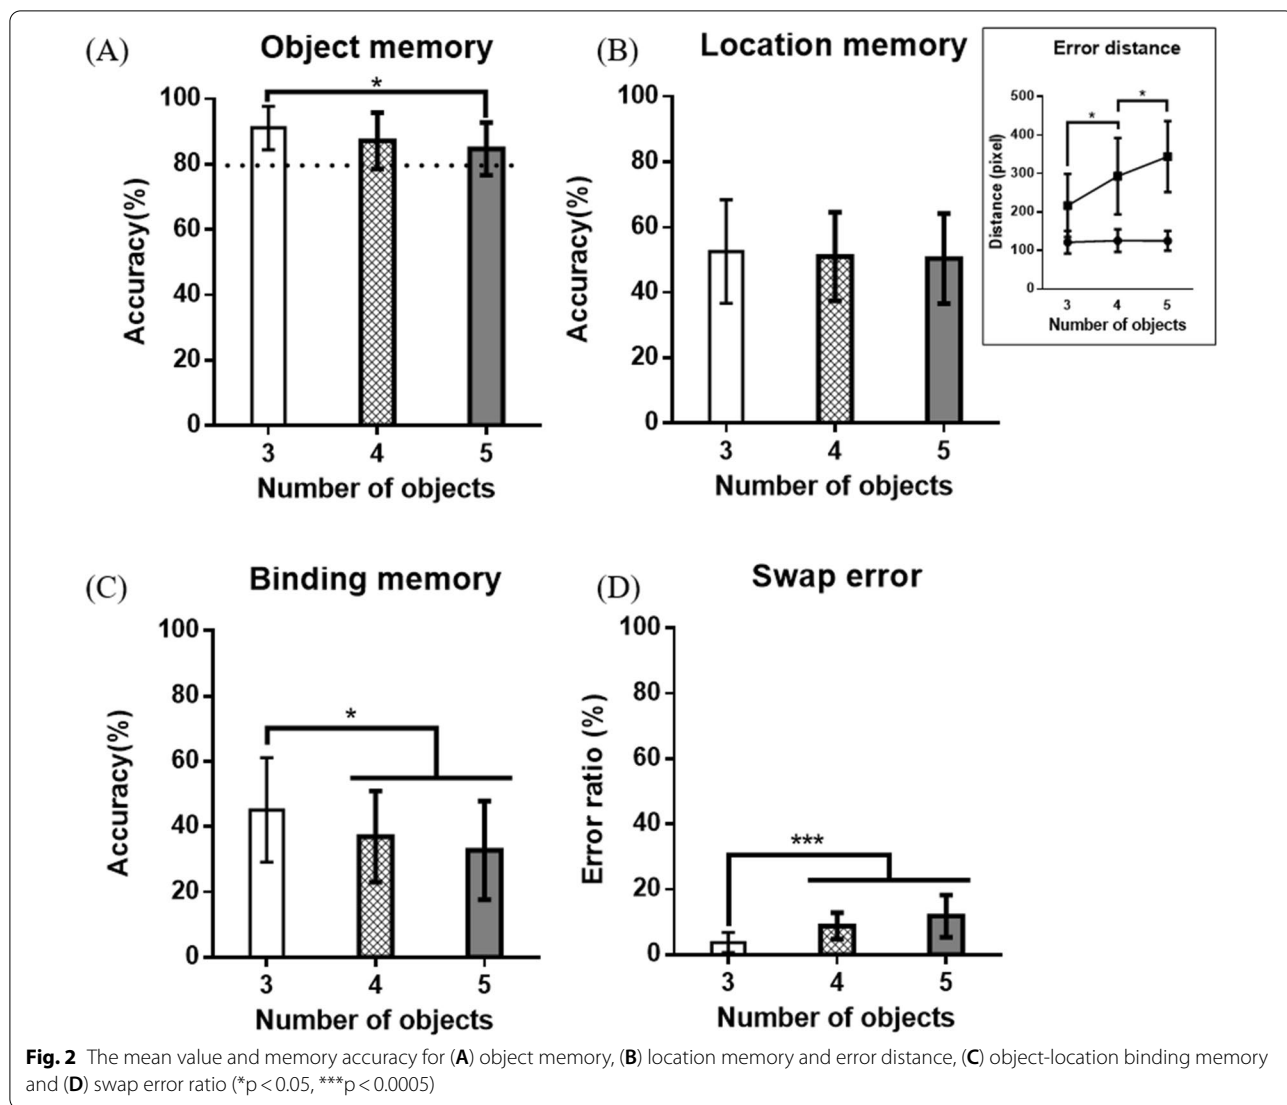 (A)
Object memory
*
100
80
60
40
20
0
Accuracy(%)
3 4 5
Number of objects
(B)
Location memory
100
80
60
40
20
0
Accuracy(%)
3 4 5
Number of objects
Error distance
*
*
500
400
300
200
100
0
Distance (pixel)
3 4 5
Number of objects
(C)
Binding memory
100
80
60
40
20
0
*
Accuracy(%)
3 4 5
Number of objects
(D)
Swap error
100
80
60
40
20
0
***
Error ratio (%)
3 4 5
Number of objects
Fig. 2 The mean value and memory accuracy for (A) object memory, (B) location memory and error distance, (C) object-location binding memory
and (D) swap error ratio (*p < 0.05, ***p < 0.0005)